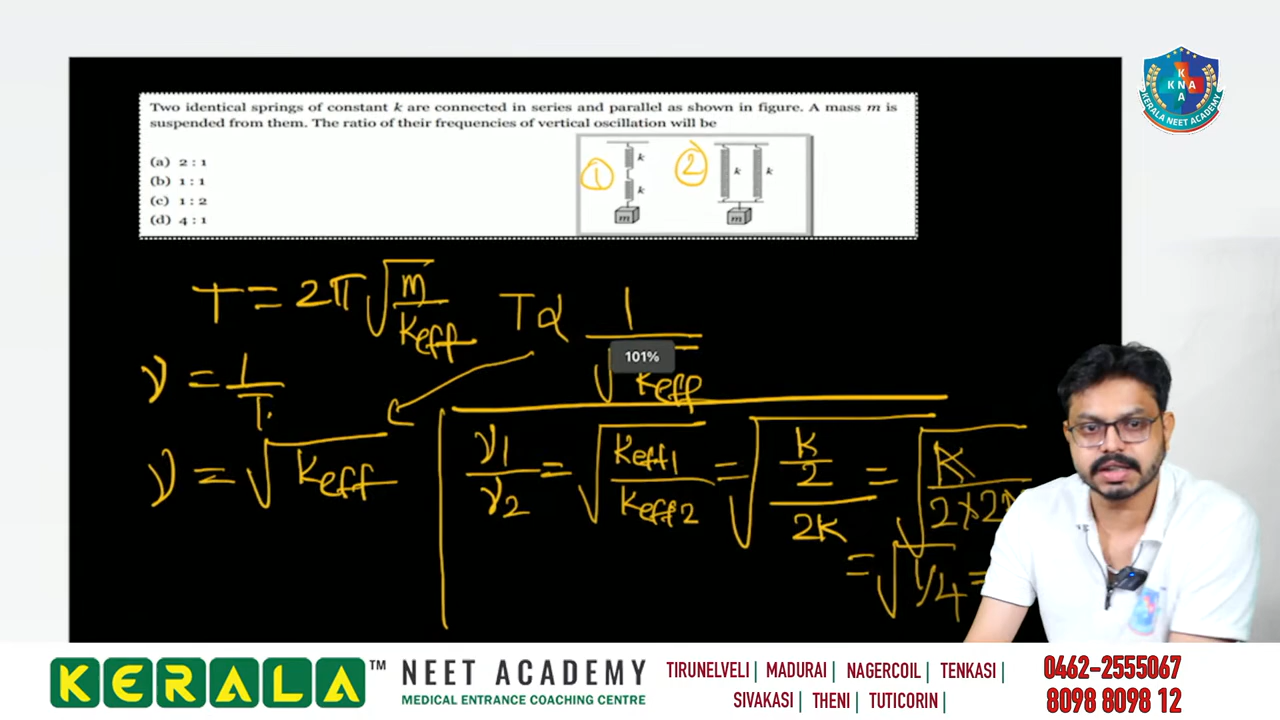 Two identical springs of constant k are connected in series and parallel as shown in figure. A mass m is
suspended from them. The ratio of their frequencies of vertical oscillation will be
(a) 2 : 1
(b) 1 : 1
(c) 1 : 2
(d) 4 : 1
1 k k m
2 k k m
T = 2π√(m/keff)
T ∝ 1/√keff
101%
ν = 1/T
ν = √keff
ν1/ν2 = √(keff1/keff2) = √((k/2)/2k) = √(k/2×2
= √1/4 =
KERALA NEET ACADEMY
KNA
KERALA™ NEET ACADEMY
MEDICAL ENTRANCE COACHING CENTRE
TIRUNELVELI | MADURAI | NAGERCOIL | TENKASI |
SIVAKASI | THENI | TUTICORIN |
0462-2555067
8098 8098 12